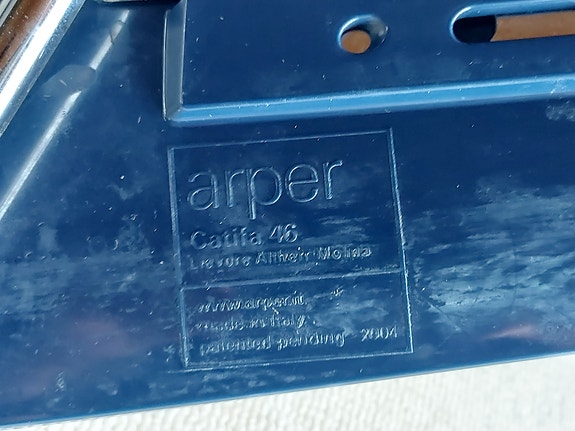 arper
Catifa 46
Lievore Altherr Molina
www.arper.it
made in Italy
patented pending 2004